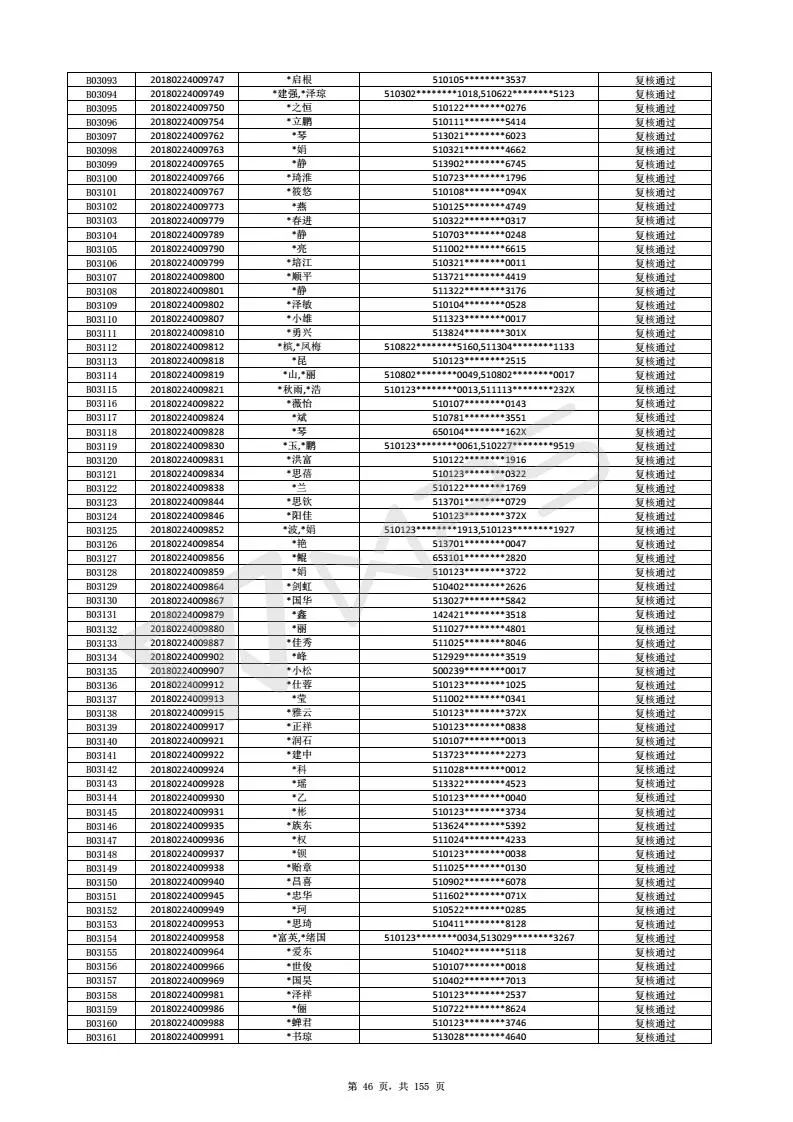 B03093 20180224009747 *启根 510105********3537 复核通过
B03094 20180224009749 *建强,*泽琼 510302********1018,510622********5123 复核通过
B03095 20180224009750 *之恒 510122********0276 复核通过
B03096 20180224009754 *立鹏 510111********5414 复核通过
B03097 20180224009762 *琴 513021********6023 复核通过
B03098 20180224009763 *娟 510321********4662 复核通过
B03099 20180224009765 *静 513902********6745 复核通过
B03100 20180224009766 *琦淮 510723********1796 复核通过
B03101 20180224009767 *筱悠 510108********094X 复核通过
B03102 20180224009773 *燕 510125********4749 复核通过
B03103 20180224009779 *春进 510322********0317 复核通过
B03104 20180224009789 *静 510703********0248 复核通过
B03105 20180224009790 *亮 511002********6615 复核通过
B03106 20180224009799 *培江 510321********0011 复核通过
B03107 20180224009800 *顺平 513721********4419 复核通过
B03108 20180224009801 *静 511322********3176 复核通过
B03109 20180224009802 *泽敏 510104********0528 复核通过
B03110 20180224009807 *小雄 511323********0017 复核通过
B03111 20180224009810 *勇兴 513824********301X 复核通过
B03112 20180224009812 *槟,*凤梅 510822********5160,511304********1133 复核通过
B03113 20180224009818 *昆 510123********2515 复核通过
B03114 20180224009819 *山,*丽 510802********0049,510802********0017 复核通过
B03115 20180224009821 *秋雨,*浩 510123********0013,511113********232X 复核通过
B03116 20180224009822 *薇怡 510107********0143 复核通过
B03117 20180224009824 *斌 510781********3551 复核通过
B03118 20180224009828 *琴 650104********162X 复核通过
B03119 20180224009830 *玉,*鹏 510123********0061,510227********9519 复核通过
B03120 20180224009831 *洪富 510122********1916 复核通过
B03121 20180224009834 *思蓓 510123********0322 复核通过
B03122 20180224009838 *兰 510122********1769 复核通过
B03123 20180224009844 *思钦 513701********0729 复核通过
B03124 20180224009846 *阳佳 510123********372X 复核通过
B03125 20180224009852 *波,*娟 510123********1913,510123********1927 复核通过
B03126 20180224009854 *艳 513701********0047 复核通过
B03127 20180224009856 *鲲 653101********2820 复核通过
B03128 20180224009859 *娟 510123********3722 复核通过
B03129 20180224009864 *剑虹 510402********2626 复核通过
B03130 20180224009867 *国华 513027********5842 复核通过
B03131 20180224009879 *鑫 142421********3518 复核通过
B03132 20180224009880 *丽 511027********4801 复核通过
B03133 20180224009887 *佳秀 511025********8046 复核通过
B03134 20180224009902 *峰 512929********3519 复核通过
B03135 20180224009907 *小松 500239********0017 复核通过
B03136 20180224009912 *仕蓉 510123********1025 复核通过
B03137 20180224009913 *莹 511002********0341 复核通过
B03138 20180224009915 *雅云 510123********372X 复核通过
B03139 20180224009917 *正祥 510123********0838 复核通过
B03140 20180224009921 *润石 510107********0013 复核通过
B03141 20180224009922 *建中 513723********2273 复核通过
B03142 20180224009924 *科 511028********0012 复核通过
B03143 20180224009928 *瑶 513322********4523 复核通过
B03144 20180224009930 *乙 510123********0040 复核通过
B03145 20180224009931 *彬 510123********3734 复核通过
B03146 20180224009935 *族东 513624********5392 复核通过
B03147 20180224009936 *权 511024********4233 复核通过
B03148 20180224009937 *钡 510123********0038 复核通过
B03149 20180224009938 *贻章 511025********0130 复核通过
B03150 20180224009940 *昌喜 510902********6078 复核通过
B03151 20180224009945 *忠华 511602********071X 复核通过
B03152 20180224009949 *珂 510522********0285 复核通过
B03153 20180224009953 *思琦 510411********8128 复核通过
B03154 20180224009958 *富英,*绪国 510123********0034,513029********3267 复核通过
B03155 20180224009964 *爱东 510402********5118 复核通过
B03156 20180224009966 *世俊 510107********0018 复核通过
B03157 20180224009969 *国昊 510402********7013 复核通过
B03158 20180224009981 *泽祥 510123********2537 复核通过
B03159 20180224009986 *俪 510722********8624 复核通过
B03160 20180224009988 *蝉君 510123********3746 复核通过
B03161 20180224009991 *书琼 513028********4640 复核通过
WPS
第 46 页，共 155 页